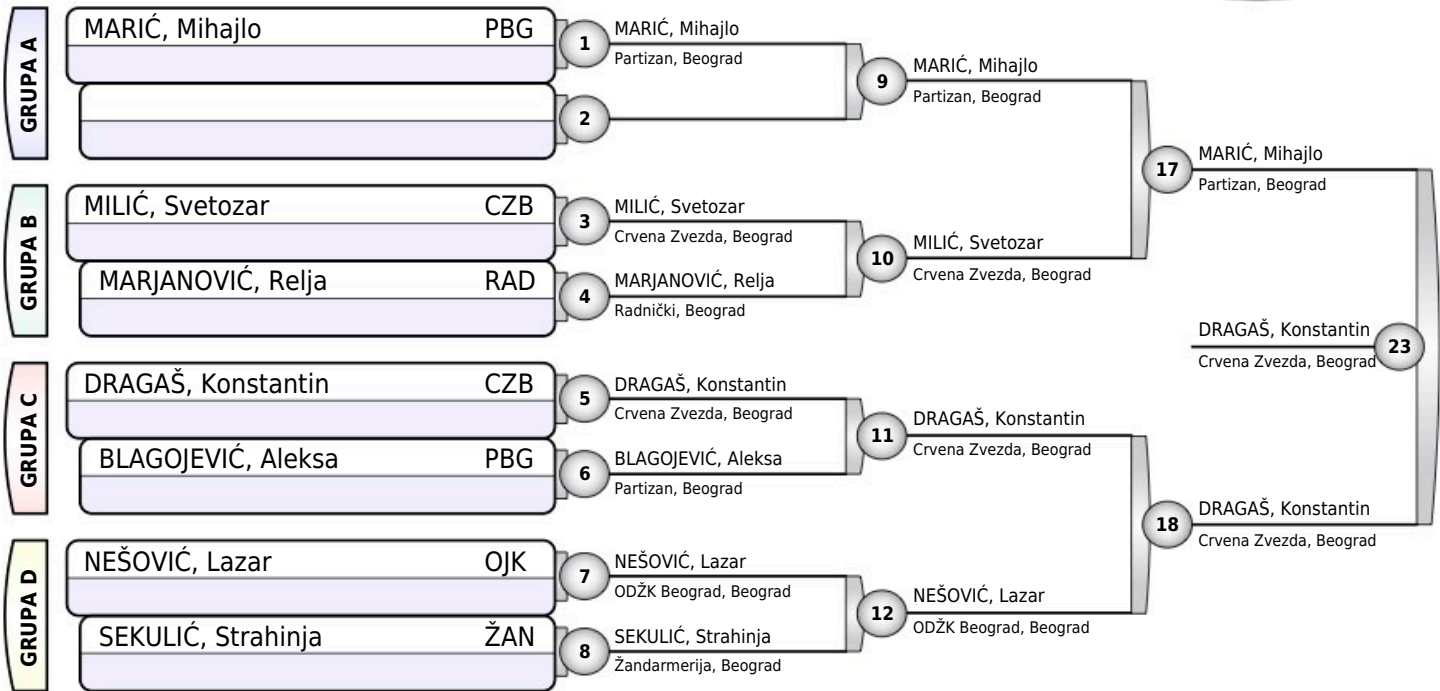 GRUPA A
MARIĆ, Mihajlo PBG
1
MARIĆ, Mihajlo
Partizan, Beograd
2
9
MARIĆ, Mihajlo
Partizan, Beograd
17
MARIĆ, Mihajlo
Partizan, Beograd
GRUPA B
MILIĆ, Svetozar CZB
3
MILIĆ, Svetozar
Crvena Zvezda, Beograd
MARJANOVIĆ, Relja RAD
4
MARJANOVIĆ, Relja
Radnički, Beograd
10
MILIĆ, Svetozar
Crvena Zvezda, Beograd
DRAGAŠ, Konstantin
Crvena Zvezda, Beograd
23
GRUPA C
DRAGAŠ, Konstantin CZB
5
DRAGAŠ, Konstantin
Crvena Zvezda, Beograd
BLAGOJEVIĆ, Aleksa PBG
6
BLAGOJEVIĆ, Aleksa
Partizan, Beograd
11
DRAGAŠ, Konstantin
Crvena Zvezda, Beograd
18
DRAGAŠ, Konstantin
Crvena Zvezda, Beograd
GRUPA D
NEŠOVIĆ, Lazar OJK
7
NEŠOVIĆ, Lazar
ODŽK Beograd, Beograd
SEKULIĆ, Strahinja ŽAN
8
SEKULIĆ, Strahinja
Žandarmerija, Beograd
12
NEŠOVIĆ, Lazar
ODŽK Beograd, Beograd